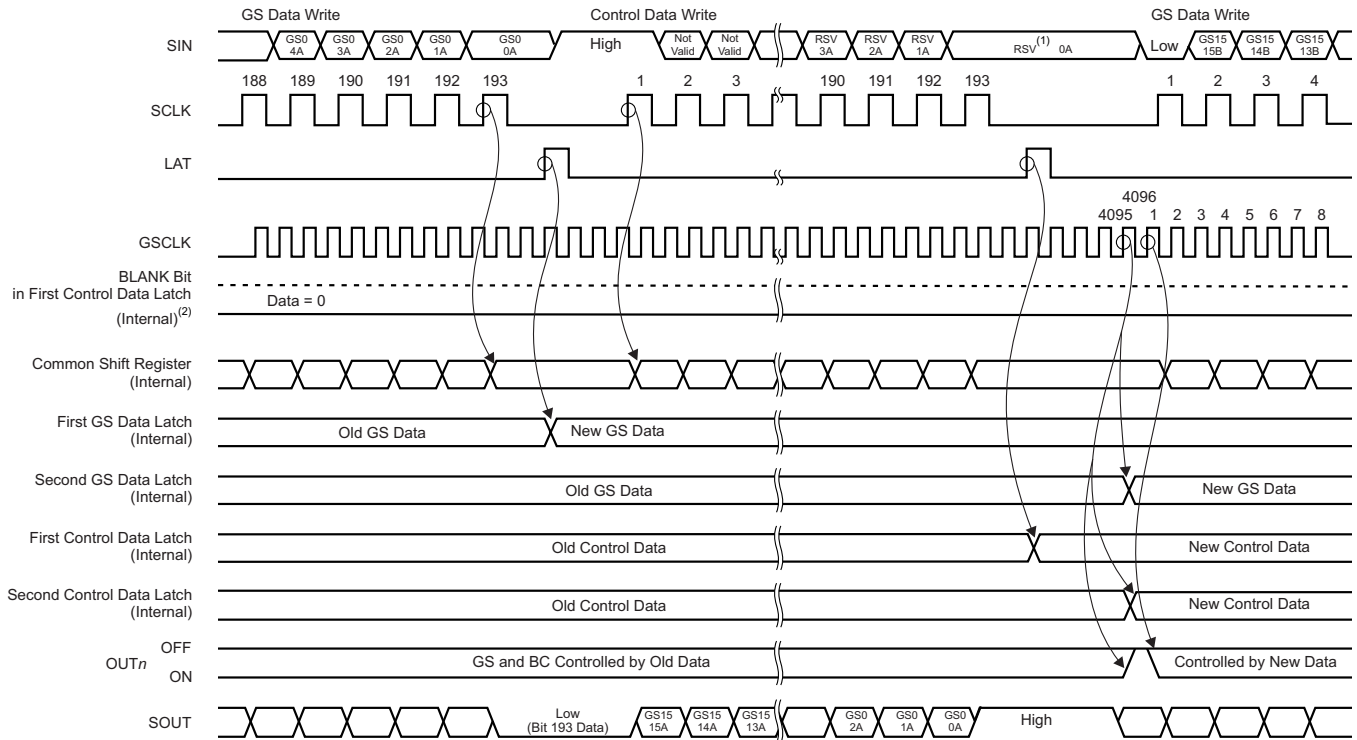 GS Data Write Control Data Write GS Data Write
SIN
GS0 4A
GS0 3A
GS0 2A
GS0 1A
GS0 0A
High
Not Valid
Not Valid
RSV 3A
RSV 2A
RSV 1A
RSV(1) 0A
Low
GS15 15B
GS15 14B
GS15 13B
188 189 190 191 192 193 1 2 3 190 191 192 193 1 2 3 4
SCLK
LAT
4096
4095 1 2 3 4 5 6 7 8
GSCLK
BLANK Bit
in First Control Data Latch
(Internal)(2)
Data = 0
Common Shift Register
(Internal)
First GS Data Latch
(Internal)
Old GS Data New GS Data
Second GS Data Latch
(Internal)
Old GS Data New GS Data
First Control Data Latch
(Internal)
Old Control Data New Control Data
Second Control Data Latch
(Internal)
Old Control Data New Control Data
OFF
OUTn
ON
GS and BC Controlled by Old Data Controlled by New Data
SOUT
Low
(Bit 193 Data)
GS15 15A
GS15 14A
GS15 13A
GS0 2A
GS0 1A
GS0 0A
High